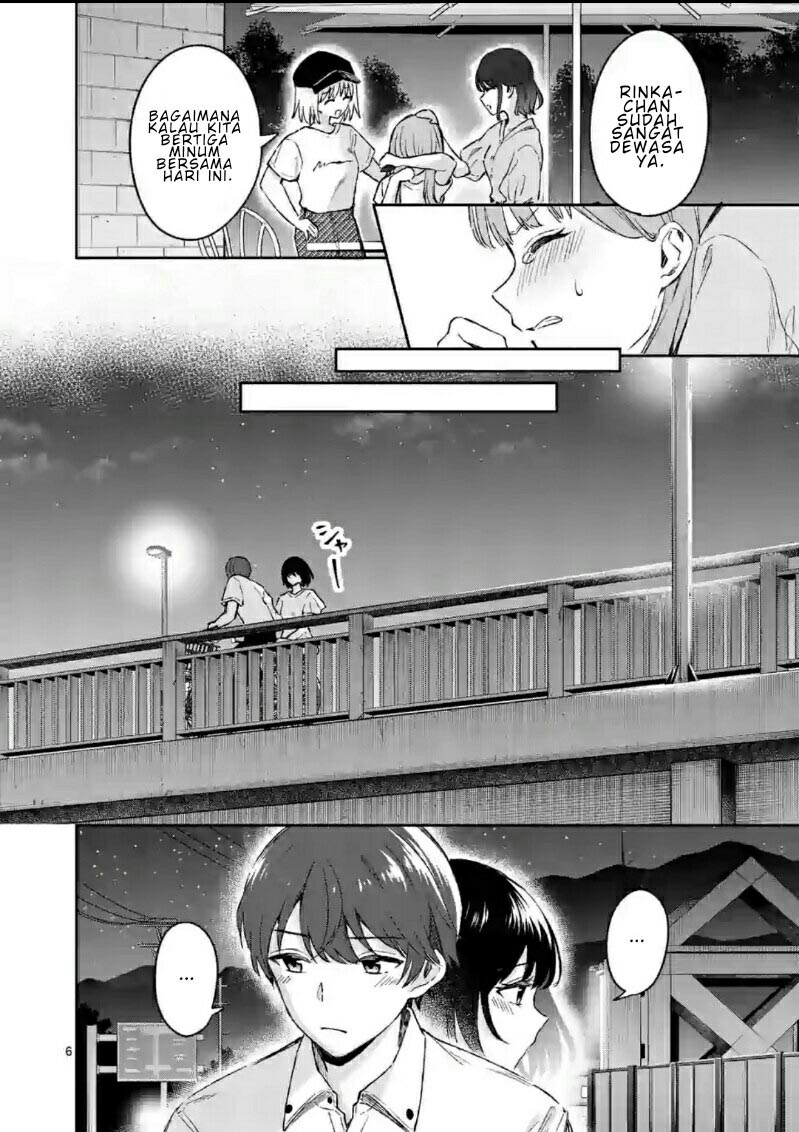 RINKA-
CHAN
SUDAH
SANGAT
DEWASA
YA.
BAGAIMANA
KALAU KITA
BERTIGA
MINUM
BERSAMA
HARI INI.
シャー
...
...
6